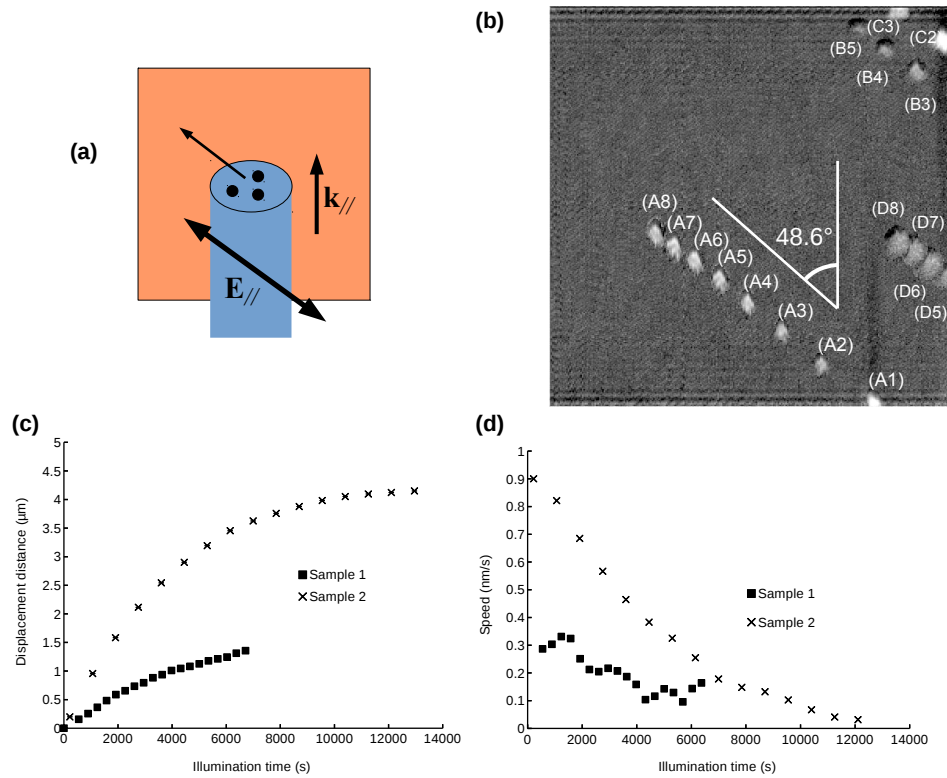 (a)
k//
E//
(b)
(C3)
(C2)
(B5)
(B4)
(B3)
(A8)
(A7)
(A6)
(A5)
(A4)
(A3)
(A2)
(A1)
48.6°
(D8)
(D7)
(D6)
(D5)
(c)
Displacement distance (µm)
5
4.5
4
3.5
3
2.5
2
1.5
1
0.5
0
Sample 1
Sample 2
0 2000 4000 6000 8000 10000 12000 14000
Illumination time (s)
(d)
Speed (nm/s)
1
0.9
0.8
0.7
0.6
0.5
0.4
0.3
0.2
0.1
0
Sample 1
Sample 2
0 2000 4000 6000 8000 10000 12000 14000
Illumination time (s)